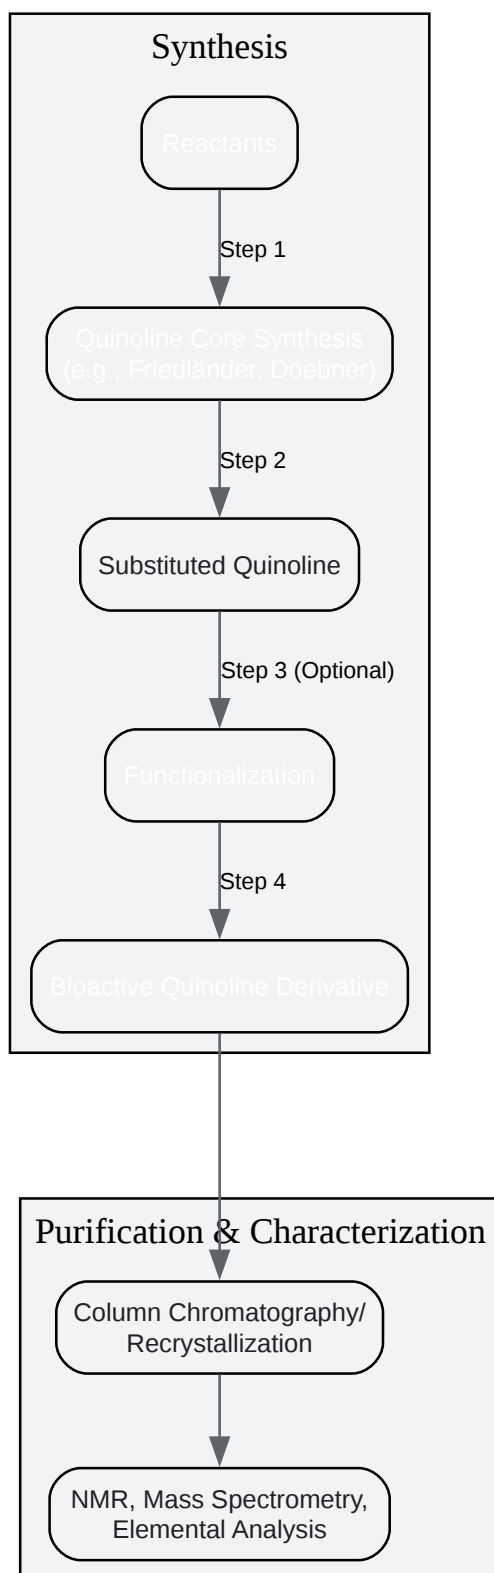 Synthesis
Reactants
Step 1
Quinoline Core Synthesis
(e.g., Friedländer, Doebner)
Step 2
Substituted Quinoline
Step 3 (Optional)
Functionalization
Step 4
Bioactive Quinoline Derivative
Purification & Characterization
Column Chromatography/
Recrystallization
NMR, Mass Spectrometry,
Elemental Analysis